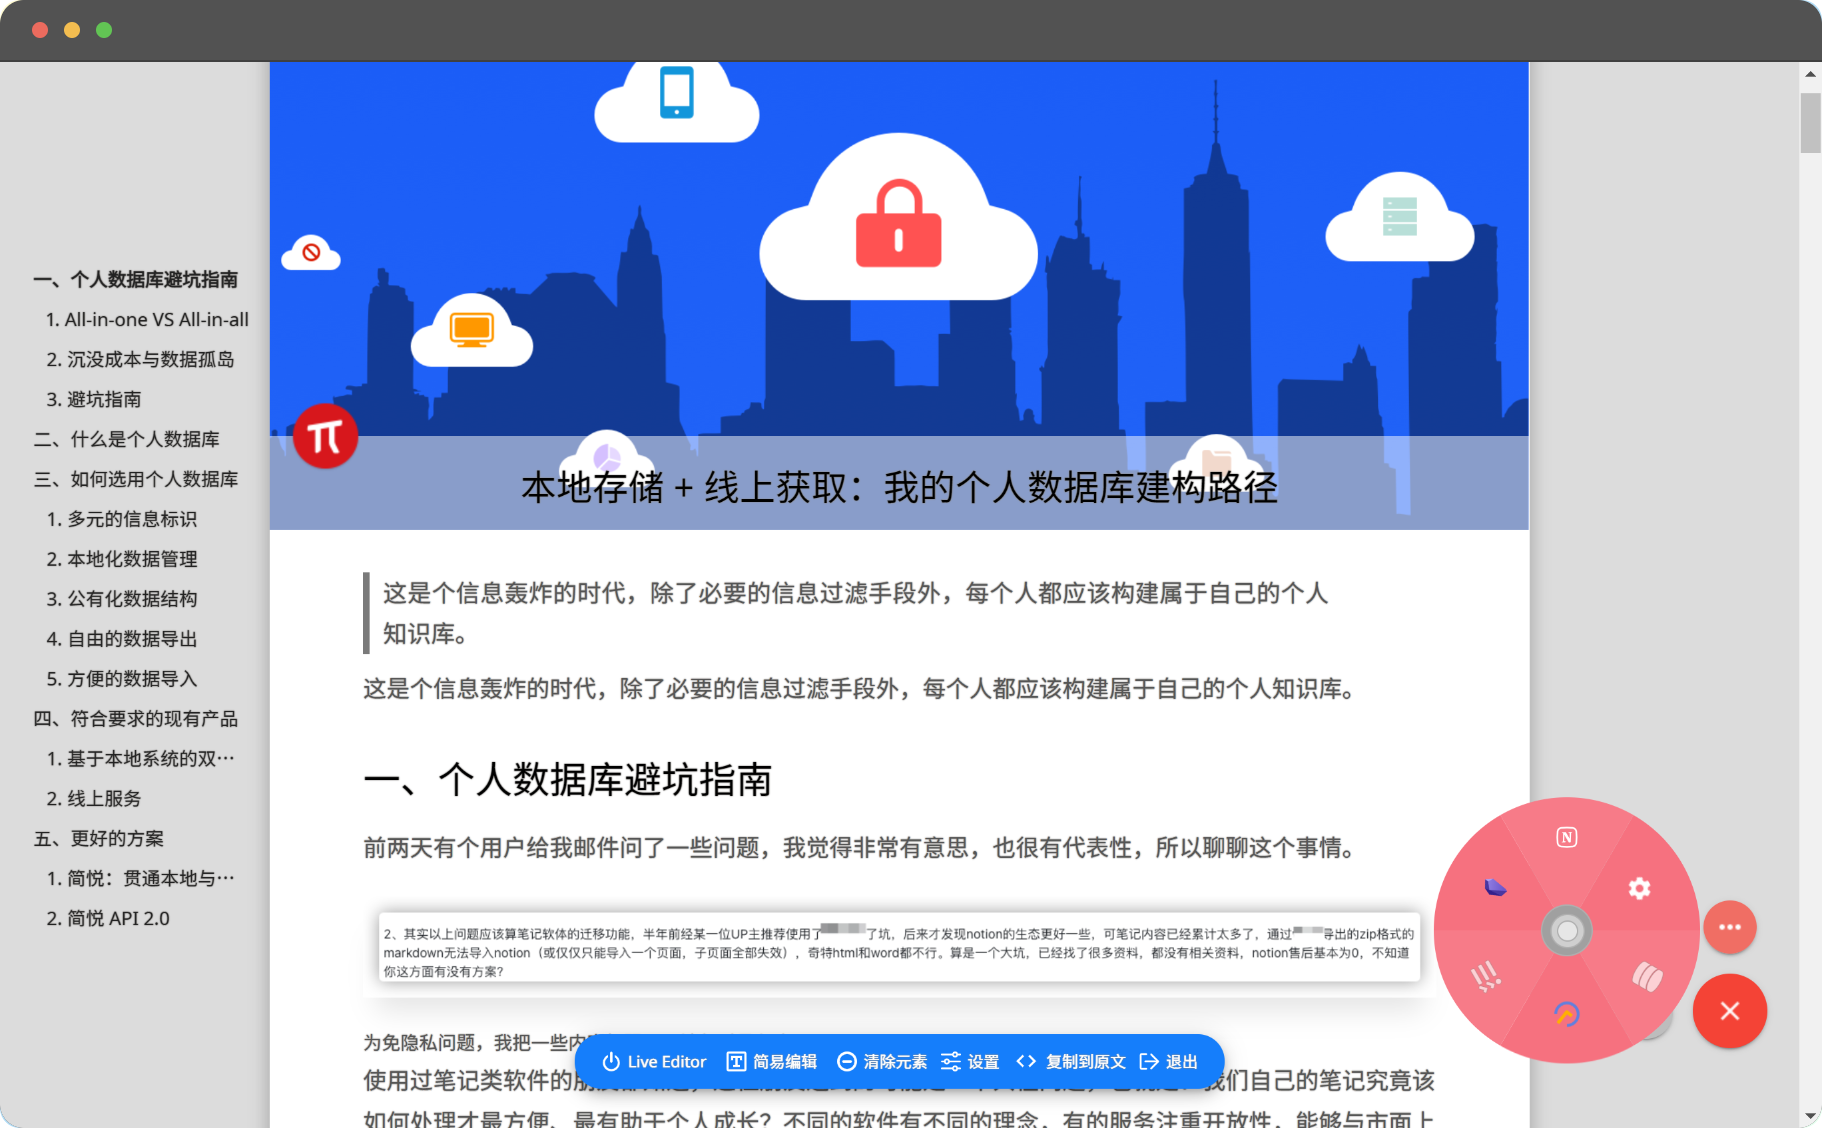 一、个人数据库避坑指南
1. All-in-one VS All-in-all
2. 沉没成本与数据孤岛
3. 避坑指南
二、什么是个人数据库
三、如何选用个人数据库
1. 多元的信息标识
2. 本地化数据管理
3. 公有化数据结构
4. 自由的数据导出
5. 方便的数据导入
四、符合要求的现有产品
1. 基于本地系统的双…
2. 线上服务
五、更好的方案
1. 简悦：贯通本地与…
2. 简悦 API 2.0
本地存储 + 线上获取：我的个人数据库建构路径
这是个信息轰炸的时代，除了必要的信息过滤手段外，每个人都应该构建属于自己的个人
知识库。
这是个信息轰炸的时代，除了必要的信息过滤手段外，每个人都应该构建属于自己的个人知识库。
一、个人数据库避坑指南
前两天有个用户给我邮件问了一些问题，我觉得非常有意思，也很有代表性，所以聊聊这个事情。
2、其实以上问题应该算笔记软体的迁移功能，半年前经某一位UP主推荐使用了 了坑，后来才发现notion的生态更好一些，可笔记内容已经累计太多了，通过 导出的zip格式的
markdown无法导入notion（或仅仅只能导入一个页面，子页面全部失效），奇特html和word都不行。算是一个大坑，已经找了很多资料，都没有相关资料，notion售后基本为0，不知道
你这方面有没有方案?
为免隐私问题，我把一些内
Live Editor 简易编辑 清除元素 设置 复制到原文 退出
使用过笔记类软件的 我们自己的笔记究竟该
如何处理才最方便、最有助于个人成长？不同的软件有不同的理念，有的服务注重开放性，能够与市面上